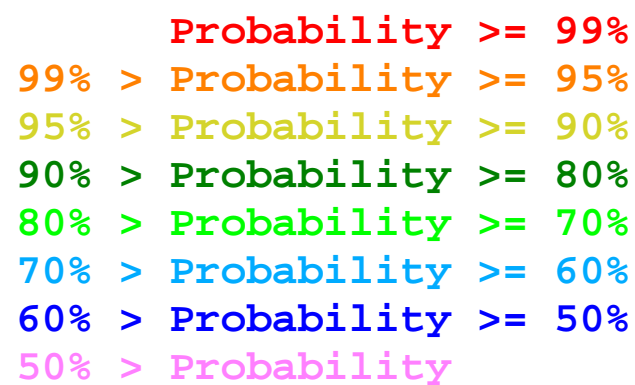 Probability >= 99%
99% > Probability >= 95%
95% > Probability >= 90%
90% > Probability >= 80%
80% > Probability >= 70%
70% > Probability >= 60%
60% > Probability >= 50%
50% > Probability